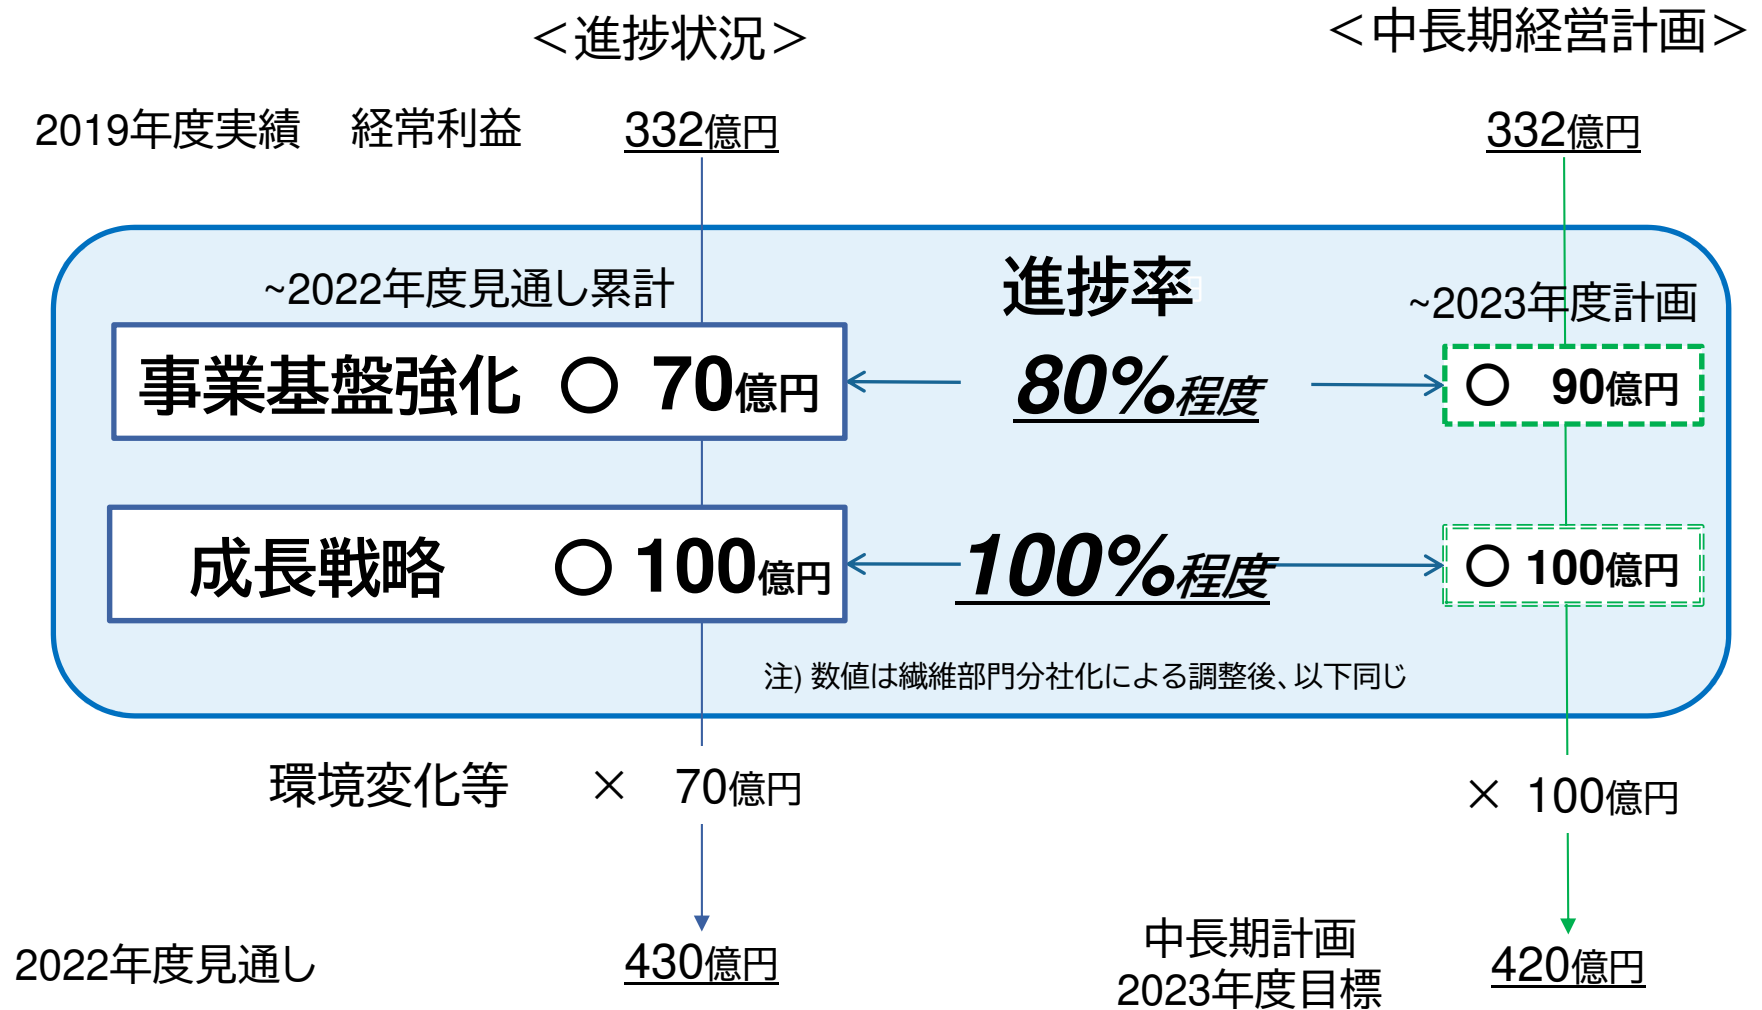 ＜進捗状況＞ ＜中長期経営計画＞
2019年度実績 経常利益 332億円 332億円
~2022年度見通し累計 進捗率 ~2023年度計画
事業基盤強化 〇 70億円 80%程度 〇 90億円
成長戦略 〇 100億円 100%程度 〇 100億円
注) 数値は繊維部門分社化による調整後、以下同じ
環境変化等 × 70億円 × 100億円
2022年度見通し 430億円 中長期計画
2023年度目標 420億円